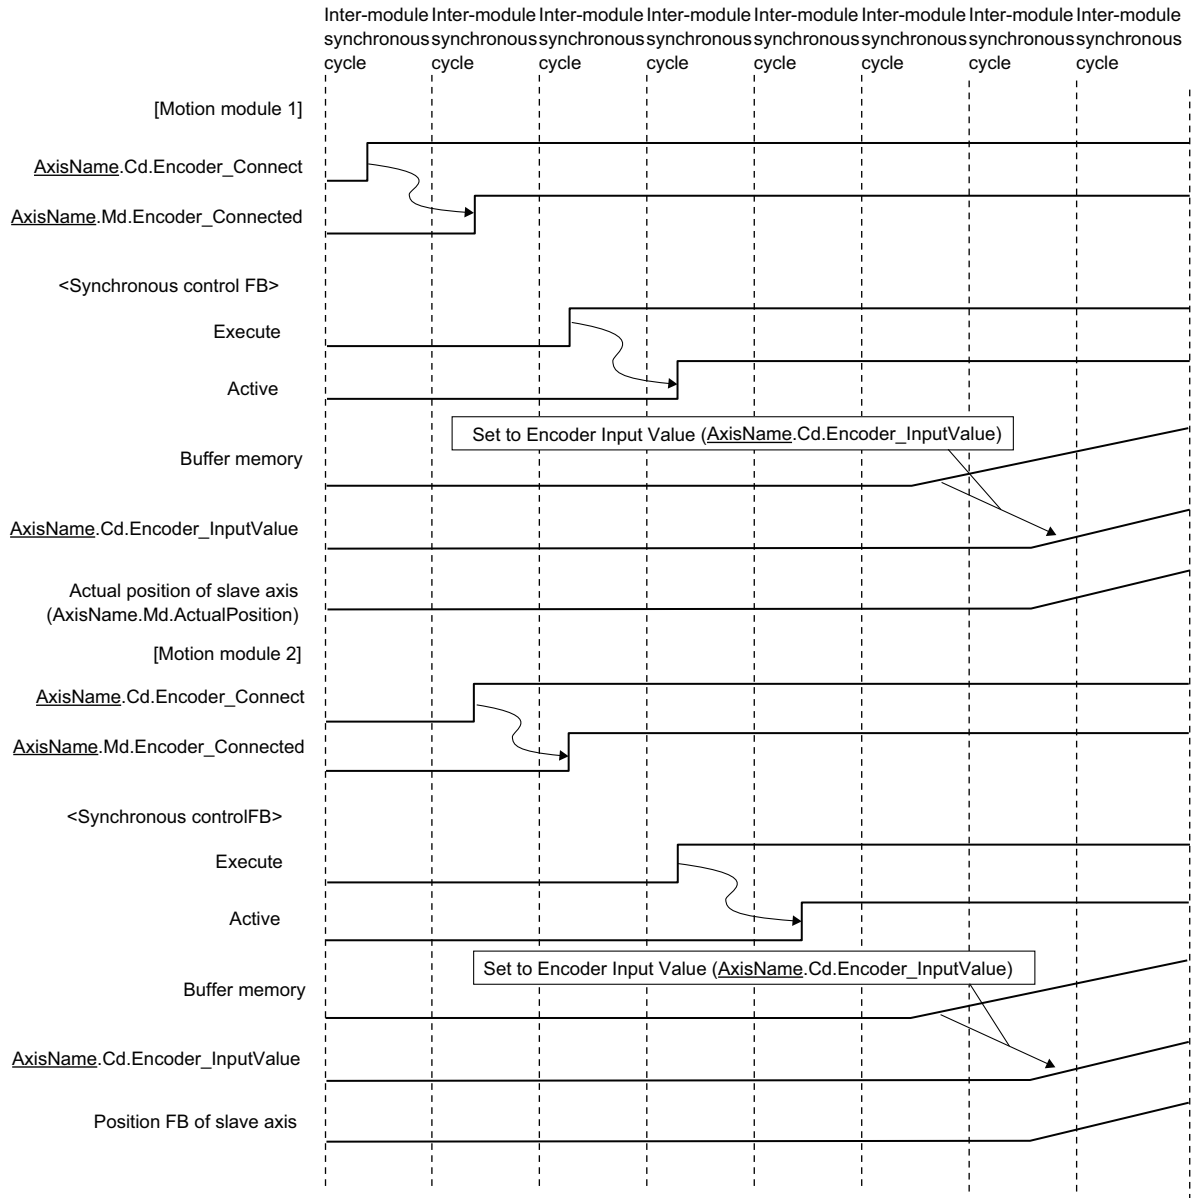 Inter-module Inter-module Inter-module Inter-module Inter-module Inter-module Inter-module Inter-module
synchronous synchronous synchronous synchronous synchronous synchronous synchronous synchronous
cycle cycle cycle cycle cycle cycle cycle cycle
[Motion module 1]
AxisName.Cd.Encoder_Connect
AxisName.Md.Encoder_Connected
<Synchronous control FB>
Execute
Active
Set to Encoder Input Value (AxisName.Cd.Encoder_InputValue)
Buffer memory
AxisName.Cd.Encoder_InputValue
Actual position of slave axis
(AxisName.Md.ActualPosition)
[Motion module 2]
AxisName.Cd.Encoder_Connect
AxisName.Md.Encoder_Connected
<Synchronous controlFB>
Execute
Active
Set to Encoder Input Value (AxisName.Cd.Encoder_InputValue)
Buffer memory
AxisName.Cd.Encoder_InputValue
Position FB of slave axis